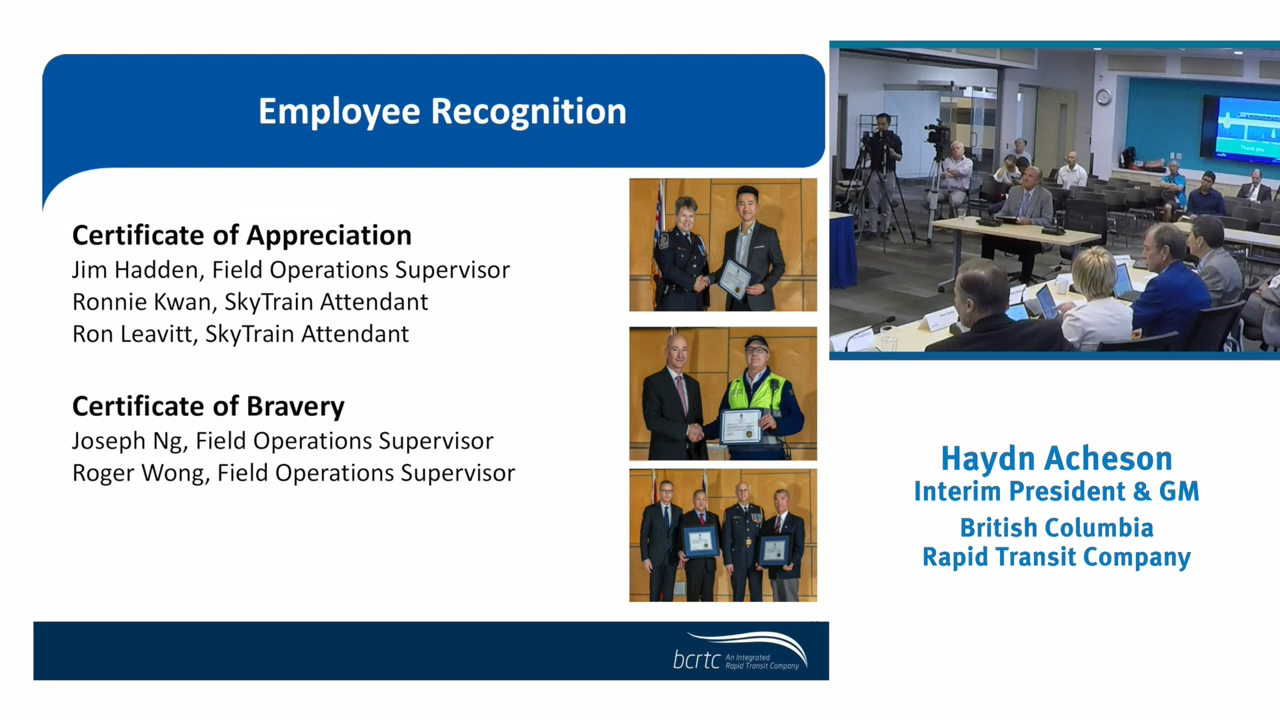 Employee Recognition
Certificate of Appreciation
Jim Hadden, Field Operations Supervisor
Ronnie Kwan, SkyTrain Attendant
Ron Leavitt, SkyTrain Attendant
Certificate of Bravery
Joseph Ng, Field Operations Supervisor
Roger Wong, Field Operations Supervisor
bcrtc An Integrated
Rapid Transit Company
Thank you
Haydn Acheson
Interim President & GM
British Columbia
Rapid Transit Company